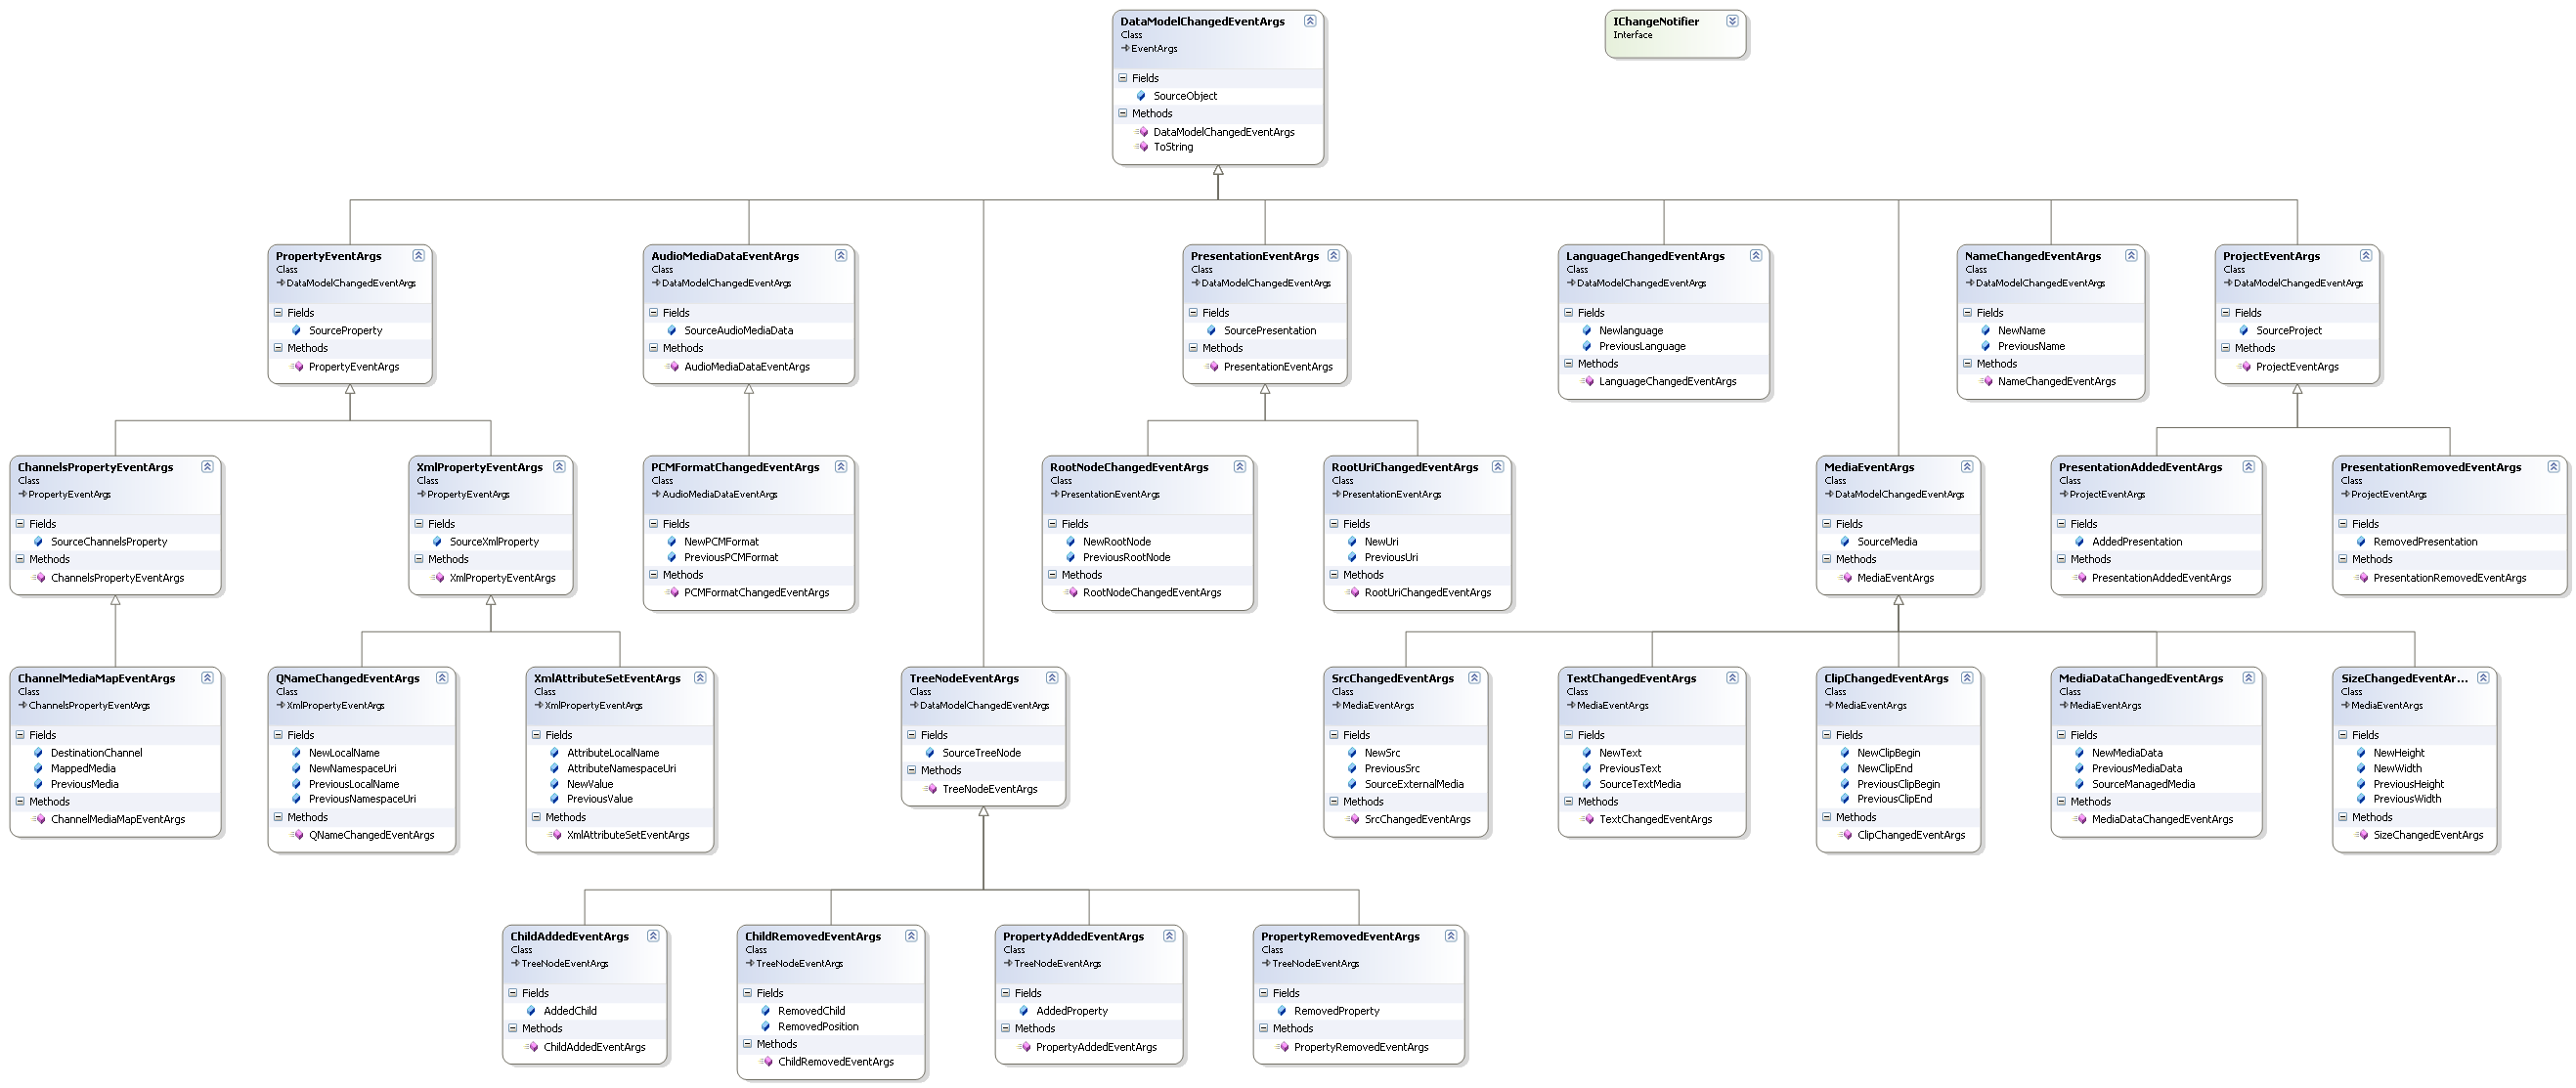 DataModelChangedEventArgs
Class
EventArgs
Fields
SourceObject
Methods
DataModelChangedEventArgs
ToString
IChangeNotifier
Interface
PropertyEventArgs
Class
DataModelChangedEventArgs
Fields
SourceProperty
Methods
PropertyEventArgs
AudioMediaDataEventArgs
Class
DataModelChangedEventArgs
Fields
SourceAudioMediaData
Methods
AudioMediaDataEventArgs
PresentationEventArgs
Class
DataModelChangedEventArgs
Fields
SourcePresentation
Methods
PresentationEventArgs
LanguageChangedEventArgs
Class
DataModelChangedEventArgs
Fields
Newlanguage
PreviousLanguage
Methods
LanguageChangedEventArgs
NameChangedEventArgs
Class
DataModelChangedEventArgs
Fields
NewName
PreviousName
Methods
NameChangedEventArgs
ProjectEventArgs
Class
DataModelChangedEventArgs
Fields
SourceProject
Methods
ProjectEventArgs
ChannelsPropertyEventArgs
Class
PropertyEventArgs
Fields
SourceChannelsProperty
Methods
ChannelsPropertyEventArgs
XmlPropertyEventArgs
Class
PropertyEventArgs
Fields
SourceXmlProperty
Methods
XmlPropertyEventArgs
PCMFormatChangedEventArgs
Class
AudioMediaDataEventArgs
Fields
NewPCMFormat
PreviousPCMFormat
Methods
PCMFormatChangedEventArgs
RootNodeChangedEventArgs
Class
PresentationEventArgs
Fields
NewRootNode
PreviousRootNode
Methods
RootNodeChangedEventArgs
RootUriChangedEventArgs
Class
PresentationEventArgs
Fields
NewUri
PreviousUri
Methods
RootUriChangedEventArgs
MediaEventArgs
Class
DataModelChangedEventArgs
Fields
SourceMedia
Methods
MediaEventArgs
PresentationAddedEventArgs
Class
ProjectEventArgs
Fields
AddedPresentation
Methods
PresentationAddedEventArgs
PresentationRemovedEventArgs
Class
ProjectEventArgs
Fields
RemovedPresentation
Methods
PresentationRemovedEventArgs
ChannelMediaMapEventArgs
Class
ChannelsPropertyEventArgs
Fields
DestinationChannel
MappedMedia
PreviousMedia
Methods
ChannelMediaMapEventArgs
QNameChangedEventArgs
Class
XmlPropertyEventArgs
Fields
NewLocalName
NewNamespaceUri
PreviousLocalName
PreviousNamespaceUri
Methods
QNameChangedEventArgs
XmlAttributeSetEventArgs
Class
XmlPropertyEventArgs
Fields
AttributeLocalName
AttributeNamespaceUri
NewValue
PreviousValue
Methods
XmlAttributeSetEventArgs
TreeNodeEventArgs
Class
DataModelChangedEventArgs
Fields
SourceTreeNode
Methods
TreeNodeEventArgs
SrcChangedEventArgs
Class
MediaEventArgs
Fields
NewSrc
PreviousSrc
SourceExternalMedia
Methods
SrcChangedEventArgs
TextChangedEventArgs
Class
MediaEventArgs
Fields
NewText
PreviousText
SourceTextMedia
Methods
TextChangedEventArgs
ClipChangedEventArgs
Class
MediaEventArgs
Fields
NewClipBegin
NewClipEnd
PreviousClipBegin
PreviousClipEnd
Methods
ClipChangedEventArgs
MediaDataChangedEventArgs
Class
MediaEventArgs
Fields
NewMediaData
PreviousMediaData
SourceManagedMedia
Methods
MediaDataChangedEventArgs
SizeChangedEventAr...
Class
MediaEventArgs
Fields
NewHeight
NewWidth
PreviousHeight
PreviousWidth
Methods
SizeChangedEventArgs
ChildAddedEventArgs
Class
TreeNodeEventArgs
Fields
AddedChild
Methods
ChildAddedEventArgs
ChildRemovedEventArgs
Class
TreeNodeEventArgs
Fields
RemovedChild
RemovedPosition
Methods
ChildRemovedEventArgs
PropertyAddedEventArgs
Class
TreeNodeEventArgs
Fields
AddedProperty
Methods
PropertyAddedEventArgs
PropertyRemovedEventArgs
Class
TreeNodeEventArgs
Fields
RemovedProperty
Methods
PropertyRemovedEventArgs